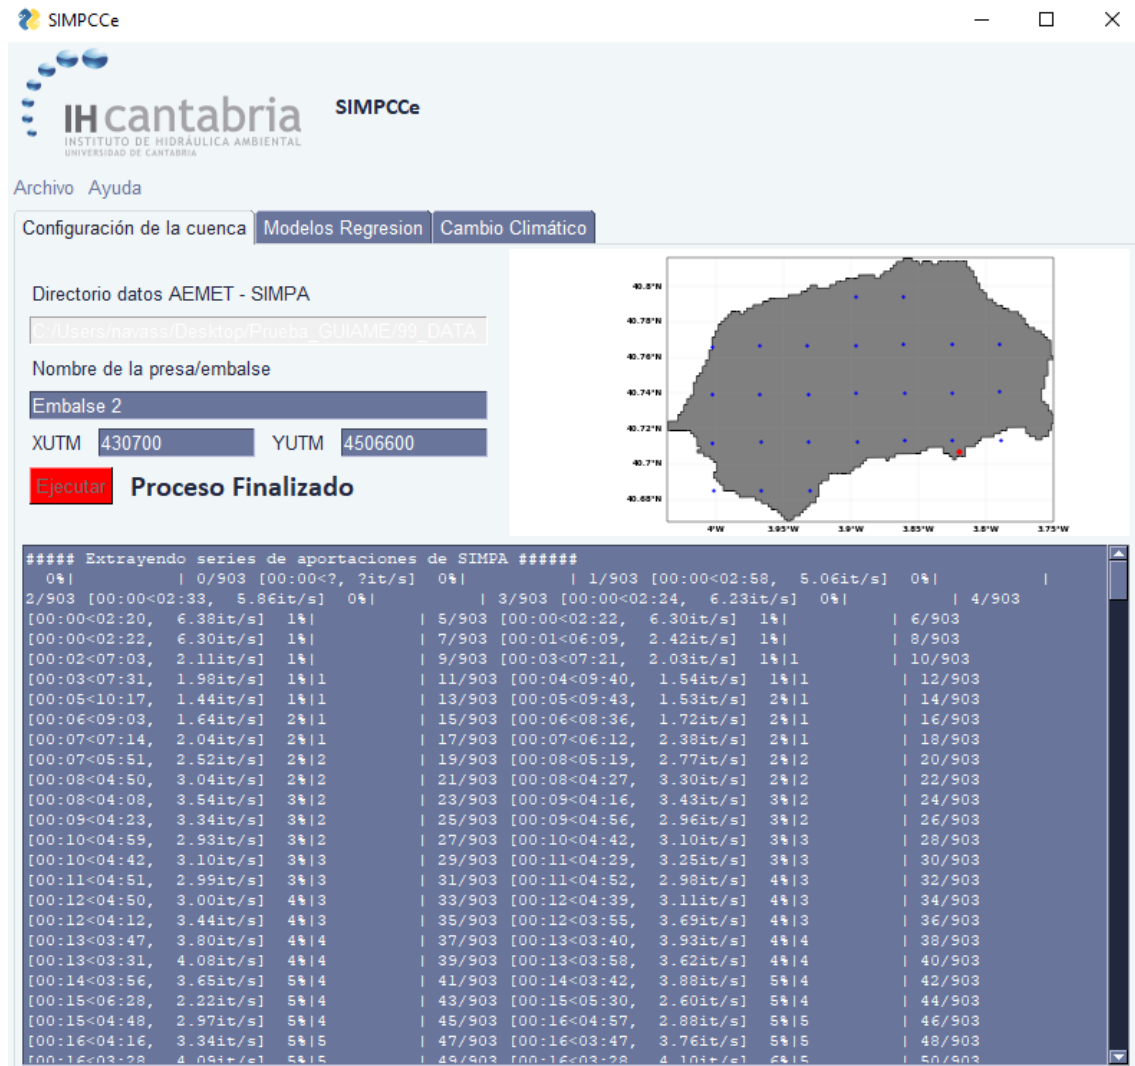 SIMPCCe
IHcantabria
INSTITUTO DE HIDRÁULICA AMBIENTAL
UNIVERSIDAD DE CANTABRIA
SIMPCCe
Archivo Ayuda
Configuración de la cuenca Modelos Regresion Cambio Climático
Directorio datos AEMET - SIMPA
C:/Users/navass/Desktop/Prueba_GUIAME/99_DATA
Nombre de la presa/embalse
Embalse 2
XUTM 430700 YUTM 4506600
Ejecutar Proceso Finalizado
40.8°N
40.78°N
40.76°N
40.74°N
40.72°N
40.7°N
40.68°N
4°W 3.95°W 3.9°W 3.85°W 3.8°W 3.75°W
##### Extrayendo series de aportaciones de SIMPA ######
0%| | 0/903 [00:00<?, ?it/s] 0%| | 1/903 [00:00<02:58, 5.06it/s] 0%| |
2/903 [00:00<02:33, 5.86it/s] 0%| | 3/903 [00:00<02:24, 6.23it/s] 0%| | 4/903
[00:00<02:20, 6.38it/s] 1%| | 5/903 [00:00<02:22, 6.30it/s] 1%| | 6/903
[00:00<02:22, 6.30it/s] 1%| | 7/903 [00:01<06:09, 2.42it/s] 1%| | 8/903
[00:02<07:03, 2.11it/s] 1%| | 9/903 [00:03<07:21, 2.03it/s] 1%|1 | 10/903
[00:03<07:31, 1.98it/s] 1%|1 | 11/903 [00:04<09:40, 1.54it/s] 1%|1 | 12/903
[00:05<10:17, 1.44it/s] 1%|1 | 13/903 [00:05<09:43, 1.53it/s] 2%|1 | 14/903
[00:06<09:03, 1.64it/s] 2%|1 | 15/903 [00:06<08:36, 1.72it/s] 2%|1 | 16/903
[00:07<07:14, 2.04it/s] 2%|1 | 17/903 [00:07<06:12, 2.38it/s] 2%|1 | 18/903
[00:07<05:51, 2.52it/s] 2%|2 | 19/903 [00:08<05:19, 2.77it/s] 2%|2 | 20/903
[00:08<04:50, 3.04it/s] 2%|2 | 21/903 [00:08<04:27, 3.30it/s] 2%|2 | 22/903
[00:08<04:08, 3.54it/s] 3%|2 | 23/903 [00:09<04:16, 3.43it/s] 3%|2 | 24/903
[00:09<04:23, 3.34it/s] 3%|2 | 25/903 [00:09<04:56, 2.96it/s] 3%|2 | 26/903
[00:10<04:59, 2.93it/s] 3%|2 | 27/903 [00:10<04:42, 3.10it/s] 3%|3 | 28/903
[00:10<04:42, 3.10it/s] 3%|3 | 29/903 [00:11<04:29, 3.25it/s] 3%|3 | 30/903
[00:11<04:51, 2.99it/s] 3%|3 | 31/903 [00:11<04:52, 2.98it/s] 4%|3 | 32/903
[00:12<04:50, 3.00it/s] 4%|3 | 33/903 [00:12<04:39, 3.11it/s] 4%|3 | 34/903
[00:12<04:12, 3.44it/s] 4%|3 | 35/903 [00:12<03:55, 3.69it/s] 4%|3 | 36/903
[00:13<03:47, 3.80it/s] 4%|4 | 37/903 [00:13<03:40, 3.93it/s] 4%|4 | 38/903
[00:13<03:31, 4.08it/s] 4%|4 | 39/903 [00:13<03:58, 3.62it/s] 4%|4 | 40/903
[00:14<03:56, 3.65it/s] 5%|4 | 41/903 [00:14<03:42, 3.88it/s] 5%|4 | 42/903
[00:15<06:28, 2.22it/s] 5%|4 | 43/903 [00:15<05:30, 2.60it/s] 5%|4 | 44/903
[00:15<04:48, 2.97it/s] 5%|4 | 45/903 [00:16<04:57, 2.88it/s] 5%|5 | 46/903
[00:16<04:16, 3.34it/s] 5%|5 | 47/903 [00:16<03:47, 3.76it/s] 5%|5 | 48/903
[00:16<03:28, 4.09it/s] 5%|5 | 49/903 [00:16<03:28, 4.10it/s] 6%|5 | 50/903